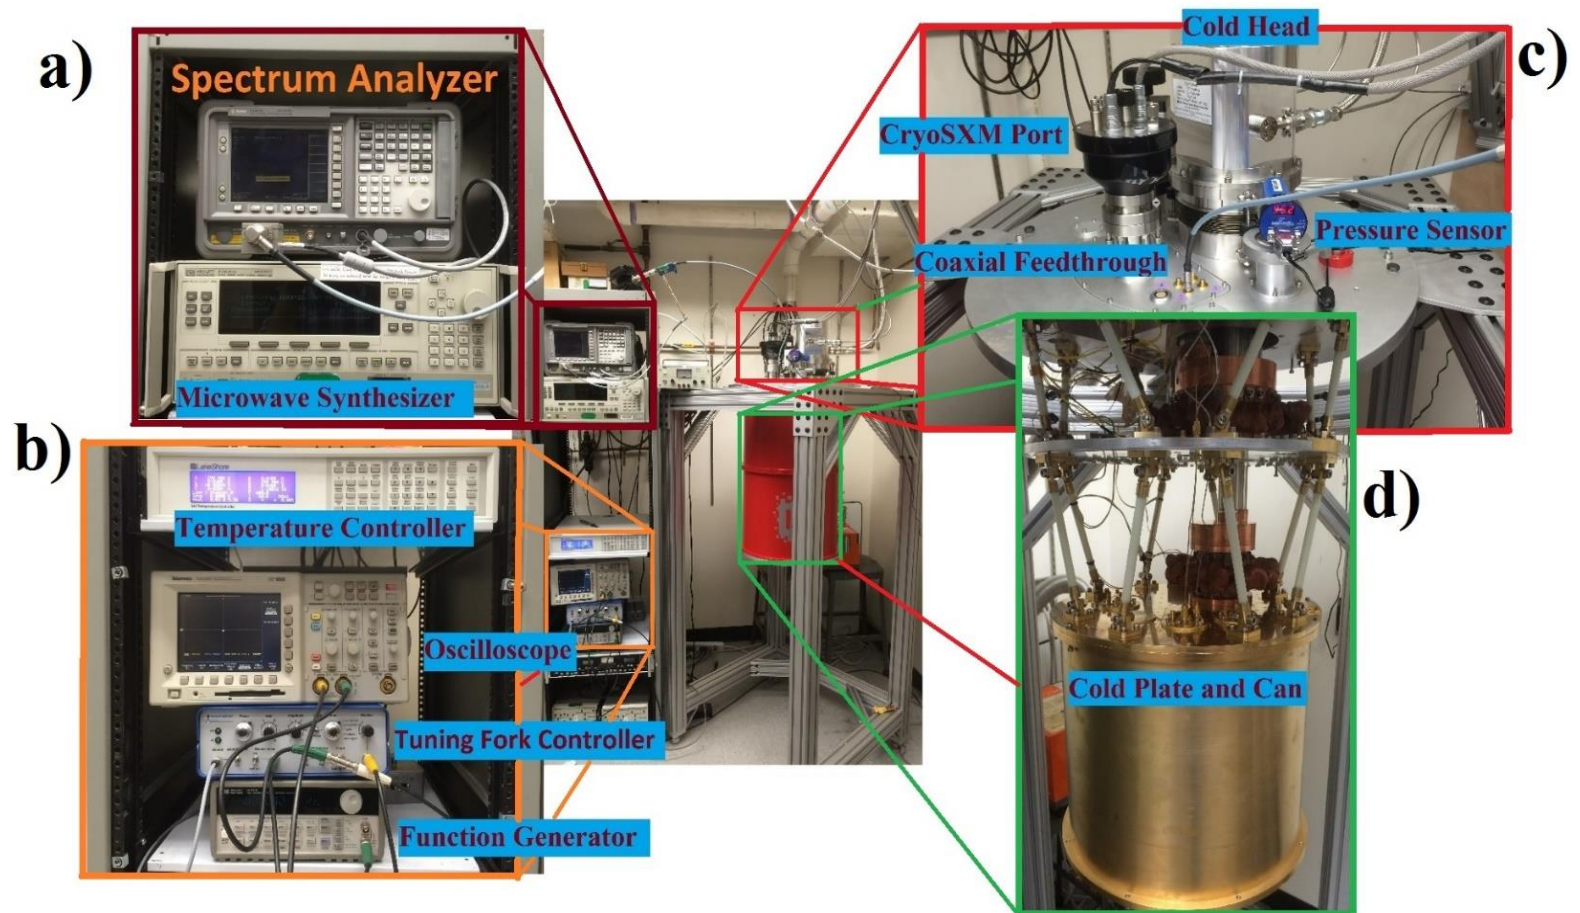 a)
Spectrum Analyzer
Microwave Synthesizer
b)
LakeShore
Temperature Controller
Oscilloscope
Tuning Fork Controller
Function Generator
c)
Cold Head
CryoSXM Port
Pressure Sensor
Coaxial Feedthrough
d)
Cold Plate and Can